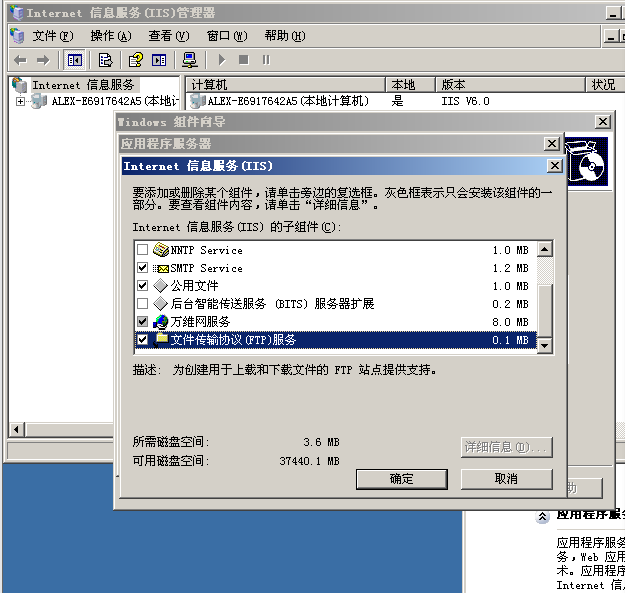 Internet 信息服务(IIS)管理器
文件(F) 操作(A) 查看(V) 窗口(W) 帮助(H)
Internet 信息服务
ALEX-E6917642A5(本地计
计算机 本地 版本 状况
ALEX-E6917642A5(本地计算机) 是 IIS V6.0
Windows 组件向导
应用程序服务器
Internet 信息服务(IIS)
要添加或删除某个组件，请单击旁边的复选框。灰色框表示只会安装该组件的一
部分。要查看组件内容，请单击“详细信息”。
Internet 信息服务(IIS) 的子组件(C):
NNTP Service 1.0 MB
SMTP Service 1.2 MB
公用文件 1.0 MB
后台智能传送服务 (BITS) 服务器扩展 0.2 MB
万维网服务 8.0 MB
文件传输协议(FTP)服务 0.1 MB
描述: 为创建用于上载和下载文件的 FTP 站点提供支持。
所需磁盘空间: 3.6 MB
详细信息(D)...
可用磁盘空间: 37440.1 MB
确定 取消
助
应用程序服务
应用程序服务
务，Web 应用
术。应用程序
Internet 信